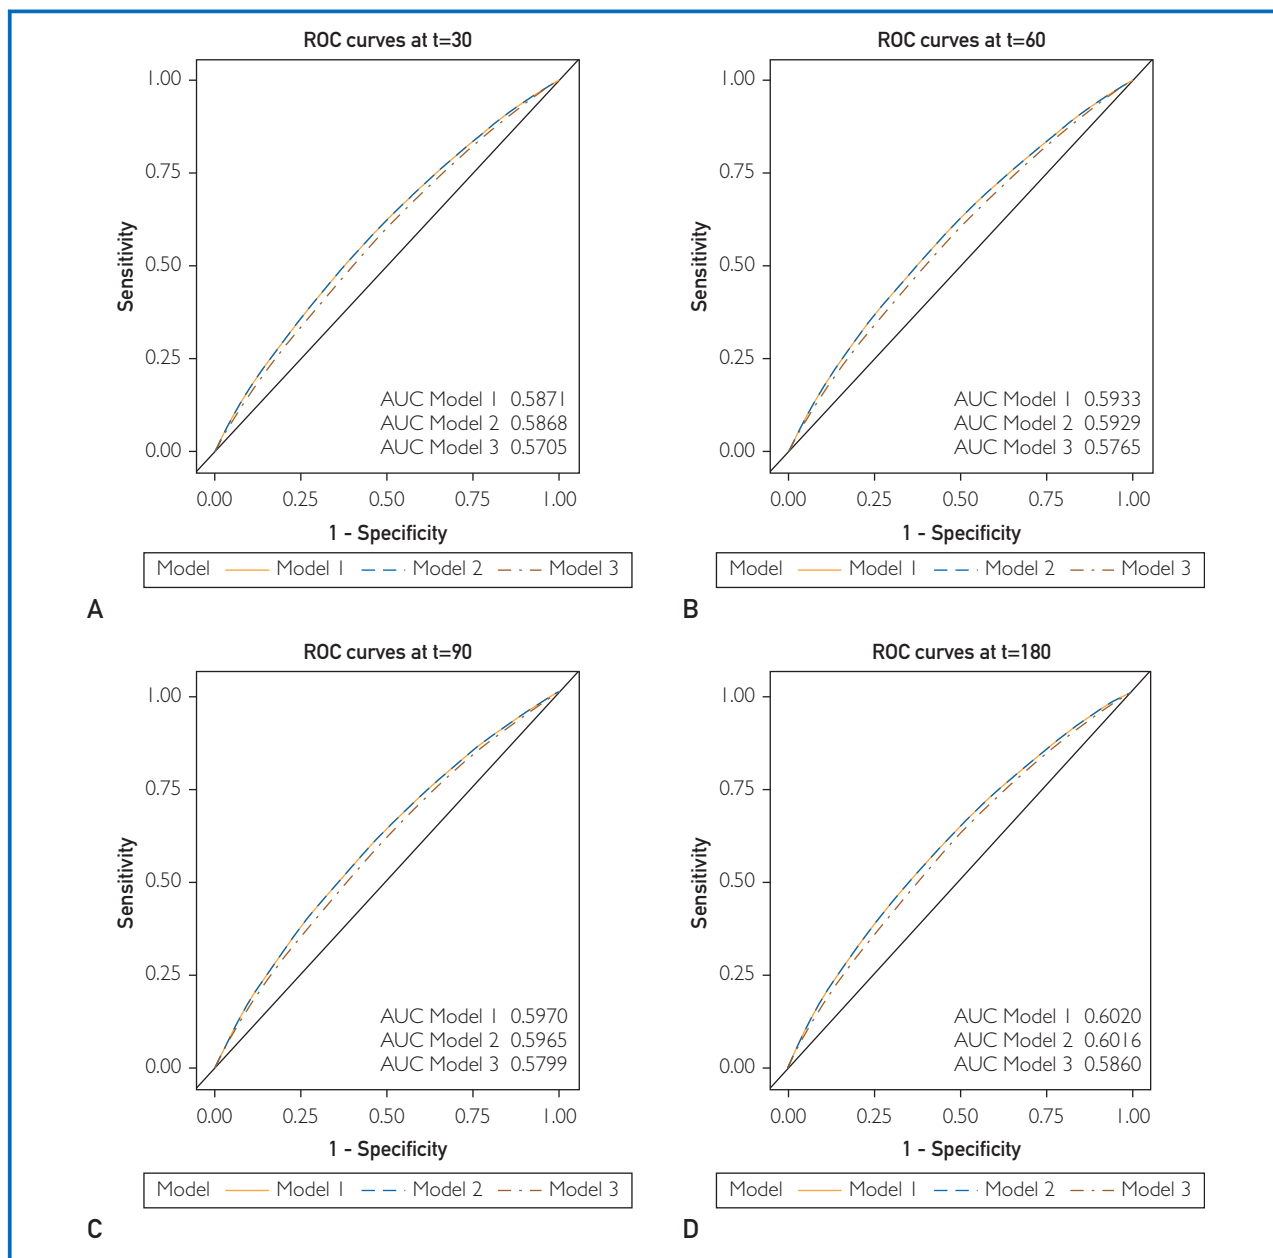 ROC curves at t=30
1.00
0.75
0.50
0.25
0.00
Sensitivity
AUC Model 1 0.5871
AUC Model 2 0.5868
AUC Model 3 0.5705
0.00 0.25 0.50 0.75 1.00
1 - Specificity
Model Model 1 Model 2 Model 3
A
ROC curves at t=60
1.00
0.75
0.50
0.25
0.00
Sensitivity
AUC Model 1 0.5933
AUC Model 2 0.5929
AUC Model 3 0.5765
0.00 0.25 0.50 0.75 1.00
1 - Specificity
Model Model 1 Model 2 Model 3
B
ROC curves at t=90
1.00
0.75
0.50
0.25
0.00
Sensitivity
AUC Model 1 0.5970
AUC Model 2 0.5965
AUC Model 3 0.5799
0.00 0.25 0.50 0.75 1.00
1 - Specificity
Model Model 1 Model 2 Model 3
C
ROC curves at t=180
1.00
0.75
0.50
0.25
0.00
Sensitivity
AUC Model 1 0.6020
AUC Model 2 0.6016
AUC Model 3 0.5860
0.00 0.25 0.50 0.75 1.00
1 - Specificity
Model Model 1 Model 2 Model 3
D